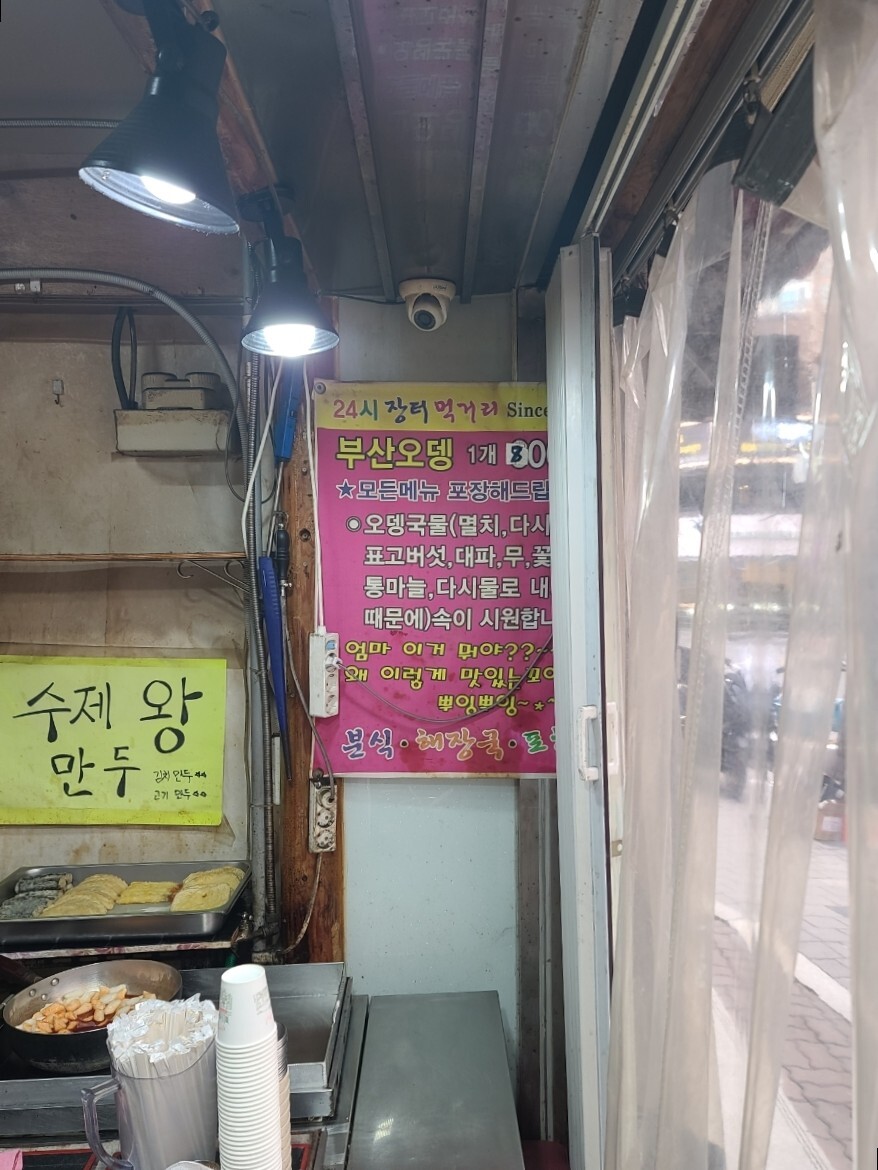 24시 장터 먹거리 Since
부산오뎅 1개 800
★모든메뉴 포장해드립
◉오뎅국물(멸치,다시
표고버섯,대파,무,꽃
통마늘,다시물로 내
때문에)속이 시원합니
엄마 이거 뭐야??~
왜 이렇게 맛있는꼬야
뿌잉뿌잉~*~
분식·해장국·포
수제 왕
만두
김치 만두
고기 만두